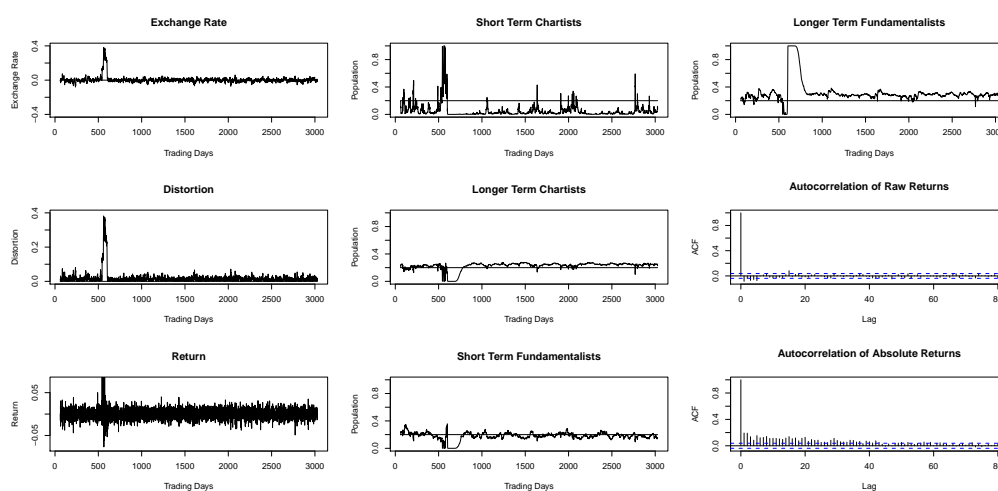 Exchange Rate
Exchange Rate
−0.4 0.0 0.4
0 500 1000 1500 2000 2500 3000
Trading Days
Short Term Chartists
Population
0.0 0.4 0.8
0 500 1000 1500 2000 2500 3000
Trading Days
Longer Term Fundamentalists
Population
0.0 0.4 0.8
0 500 1000 1500 2000 2500 3000
Trading Days
Distortion
Distortion
0.0 0.2 0.4
0 500 1000 1500 2000 2500 3000
Trading Days
Longer Term Chartists
Population
0.0 0.4 0.8
0 500 1000 1500 2000 2500 3000
Trading Days
Autocorrelation of Raw Returns
ACF
0.0 0.4 0.8
0 20 40 60
Lag
Return
Return
−0.05 0.05
0 500 1000 1500 2000 2500 3000
Trading Days
Short Term Fundamentalists
Population
0.0 0.4 0.8
0 500 1000 1500 2000 2500 3000
Trading Days
Autocorrelation of Absolute Returns
ACF
0.0 0.4 0.8
0 20 40 60
Lag